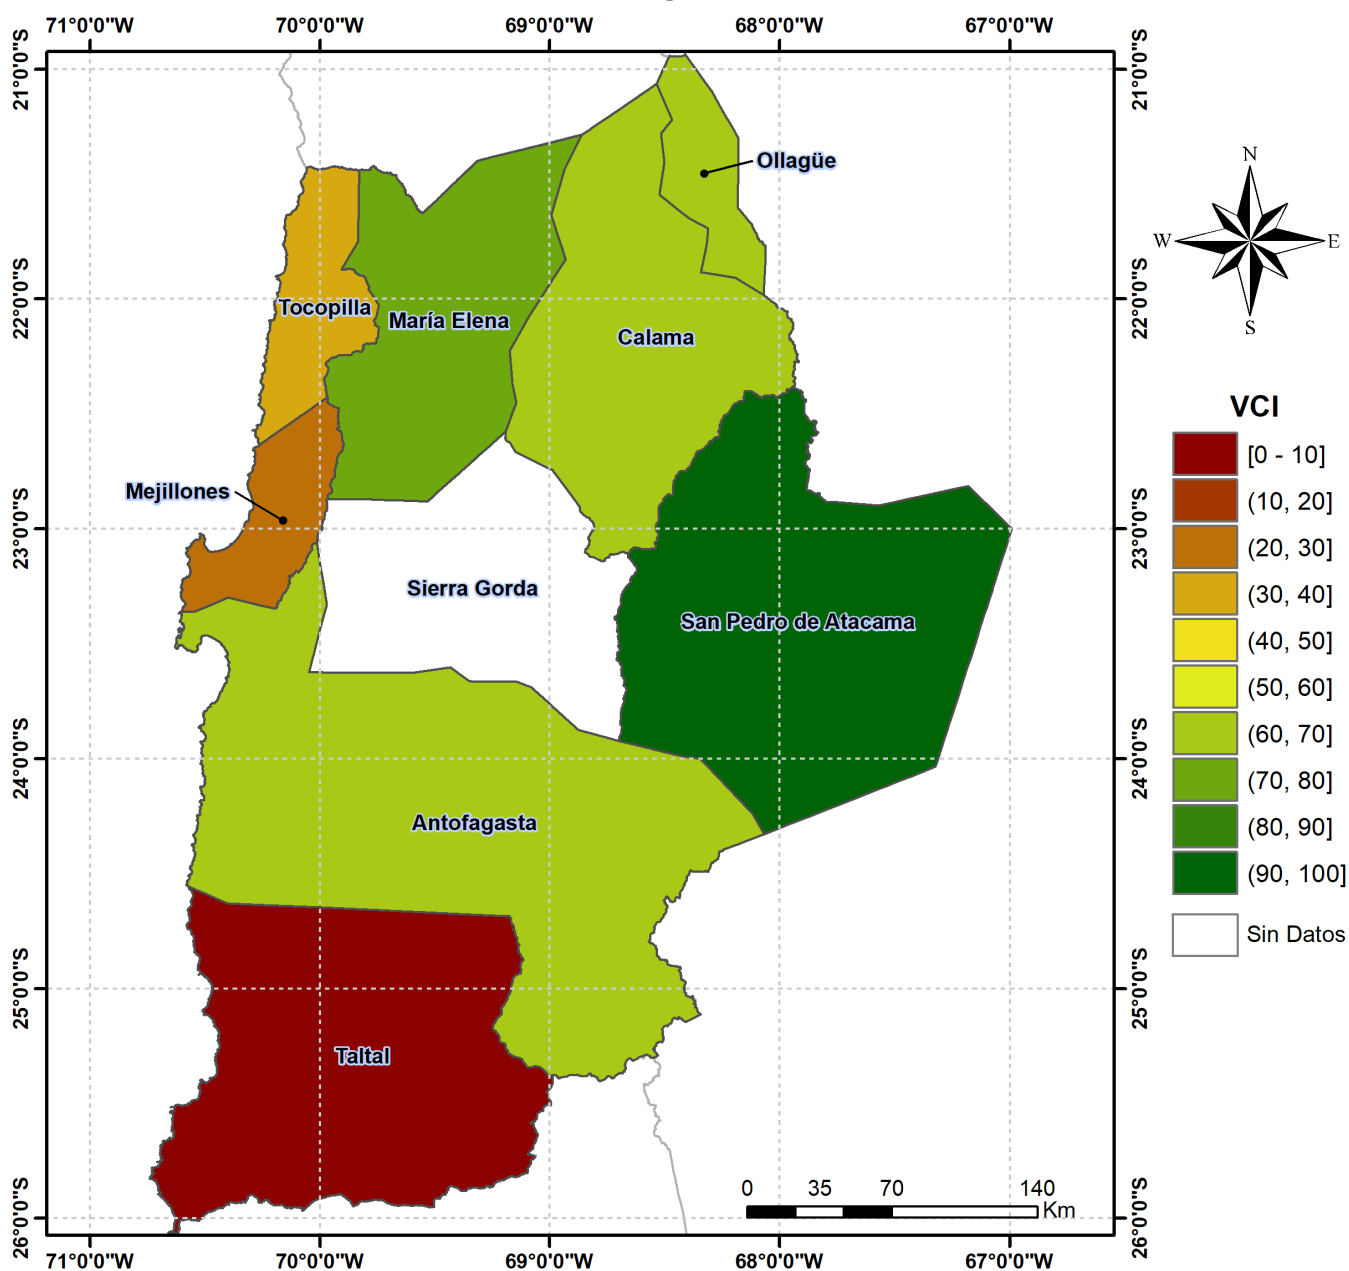 71°0'0"W 70°0'0"W 69°0'0"W 68°0'0"W 67°0'0"W
21°0'0"S 21°0'0"S
Ollagüe
N
W E
S
22°0'0"S 22°0'0"S
Tocopilla
María Elena
Calama
VCI
[0 - 10]
(10, 20]
(20, 30]
(30, 40]
(40, 50]
(50, 60]
(60, 70]
(70, 80]
(80, 90]
(90, 100]
Sin Datos
Mejillones
23°0'0"S 23°0'0"S
Sierra Gorda
San Pedro de Atacama
24°0'0"S 24°0'0"S
Antofagasta
25°0'0"S 25°0'0"S
Taltal
0 35 70 140
Km
26°0'0"S 26°0'0"S
71°0'0"W 70°0'0"W 69°0'0"W 68°0'0"W 67°0'0"W